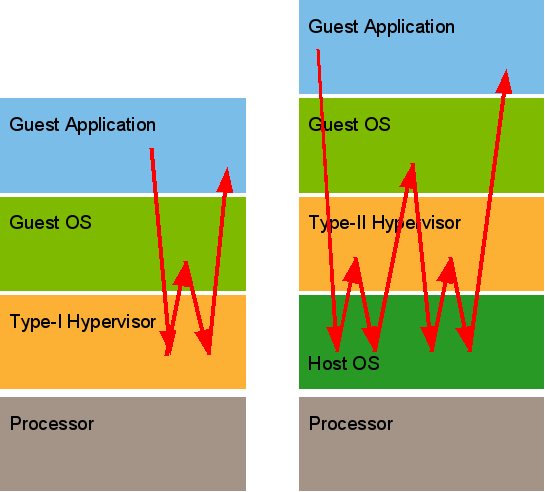 Guest Application
Guest OS
Type-I Hypervisor
Processor
Guest Application
Guest OS
Type-II Hypervisor
Host OS
Processor